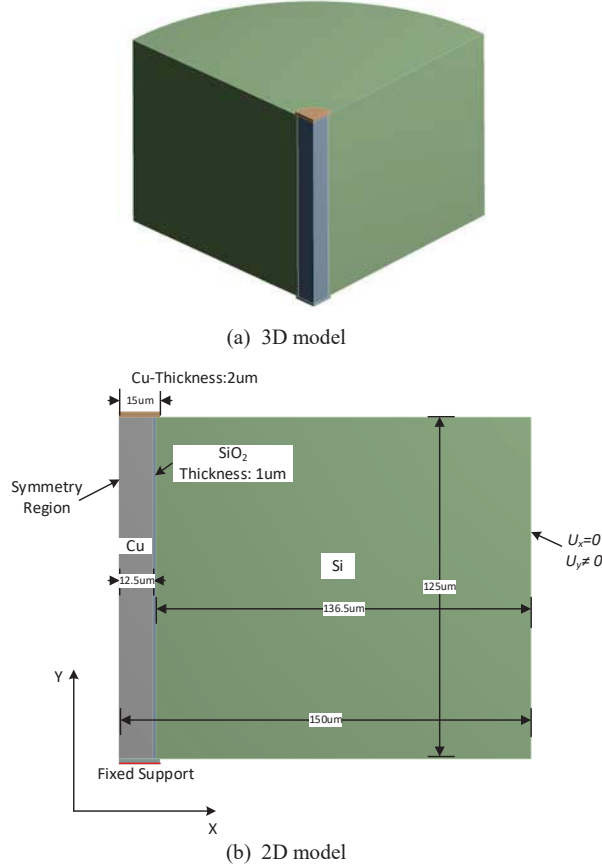 (a) 3D model
Cu-Thickness:2um
15um
SiO₂
Thickness: 1um
Symmetry
Region
Uₓ=0
Uᵧ≠ 0
Cu
Si
12.5um
125um
136.5um
Y
150um
Fixed Support
X
(b) 2D model